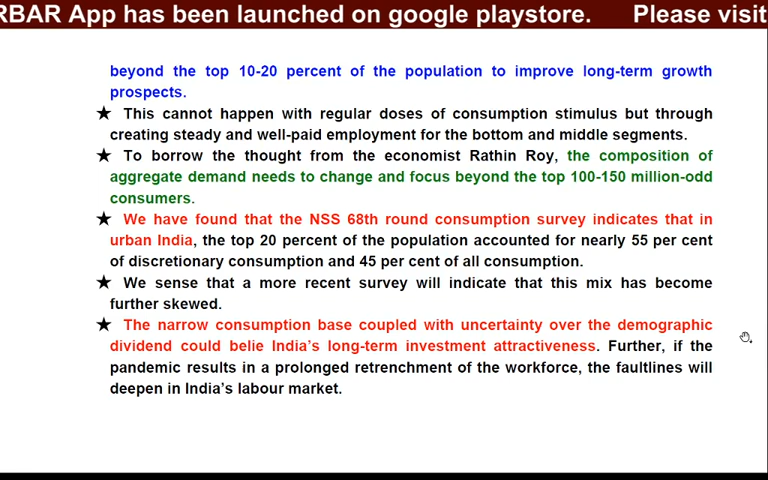 RBAR App has been launched on google playstore. Please visit
beyond the top 10-20 percent of the population to improve long-term growth
prospects.
★ This cannot happen with regular doses of consumption stimulus but through
creating steady and well-paid employment for the bottom and middle segments.
★ To borrow the thought from the economist Rathin Roy, the composition of
aggregate demand needs to change and focus beyond the top 100-150 million-odd
consumers.
★ We have found that the NSS 68th round consumption survey indicates that in
urban India, the top 20 percent of the population accounted for nearly 55 per cent
of discretionary consumption and 45 per cent of all consumption.
★ We sense that a more recent survey will indicate that this mix has become
further skewed.
★ The narrow consumption base coupled with uncertainty over the demographic
dividend could belie India's long-term investment attractiveness. Further, if the
pandemic results in a prolonged retrenchment of the workforce, the faultlines will
deepen in India's labour market.